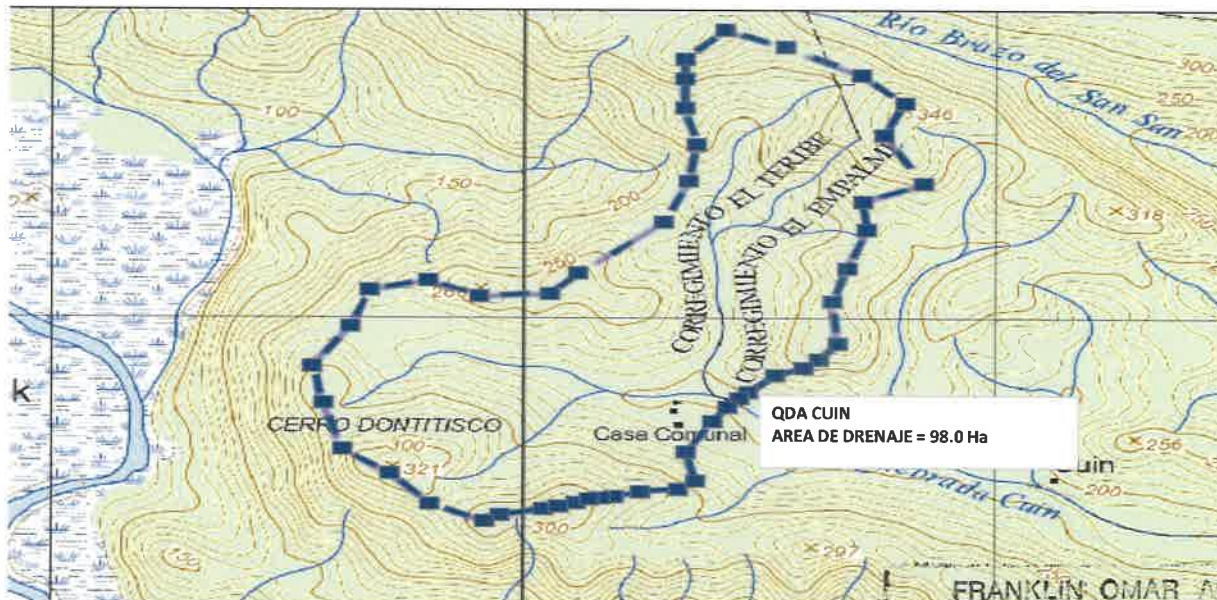 Río Brazo del San San
300
250
200
100
346
150
200
CORREGIMIENTO EL TERIBE
CORREGIMIENTO EL EMPALME
318
250
k
CERRO DONTITISCO
Casa Comunal
QDA CUIN
AREA DE DRENAJE = 98.0 Ha
256
Cuin
200
100
321
Quebrada Cuin
300
297
150
FRANKLIN OMAR A